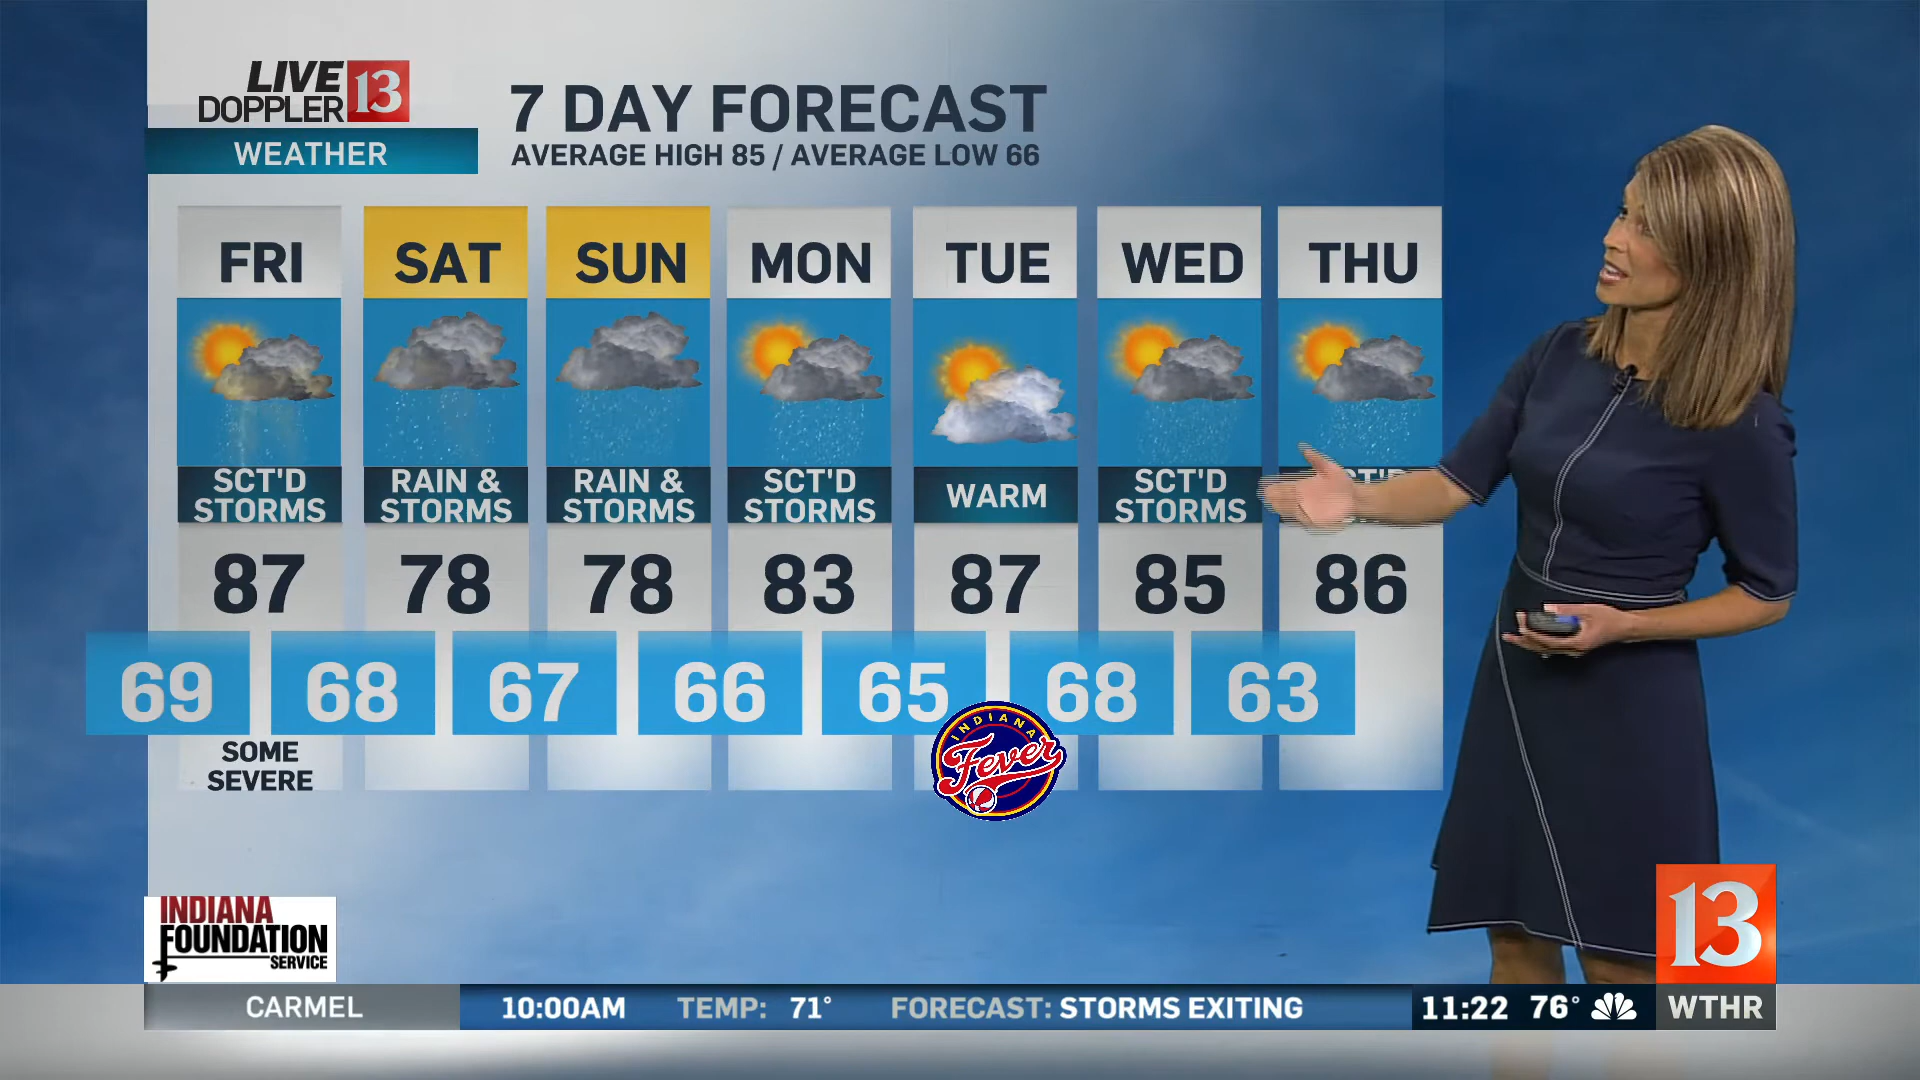 LIVE
DOPPLER 13
WEATHER
7 DAY FORECAST
AVERAGE HIGH 85 / AVERAGE LOW 66
FRI SAT SUN MON TUE WED THU
SCT'D STORMS
RAIN & STORMS
RAIN & STORMS
SCT'D STORMS
WARM
SCT'D STORMS
87 78 78 83 87 85 86
69 68 67 66 65 68 63
SOME
SEVERE
INDIANA
Fever
INDIANA
FOUNDATION
SERVICE
13
CARMEL 10:00AM TEMP: 71° FORECAST: STORMS EXITING 11:22 76° WTHR